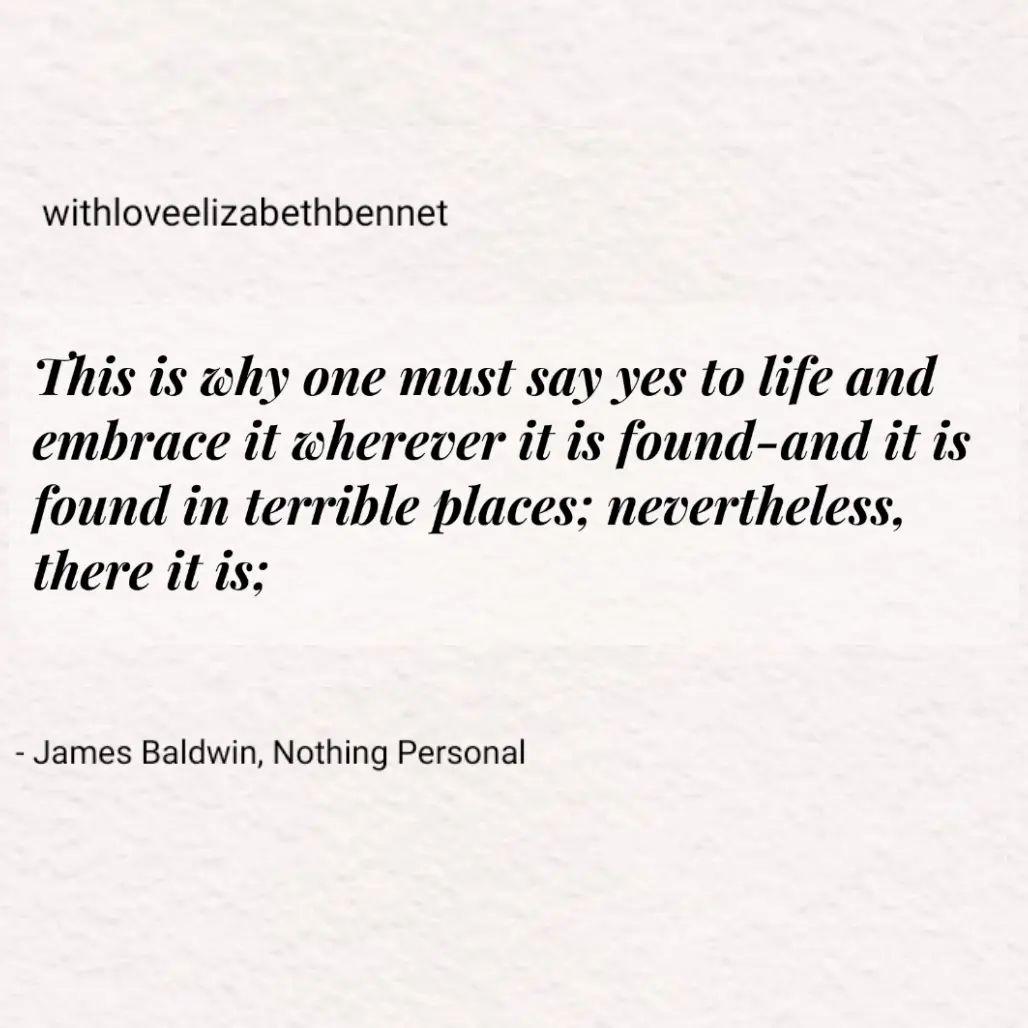 withloveelizabethbennet
This is why one must say yes to life and
embrace it wherever it is found-and it is
found in terrible places; nevertheless,
there it is;
- James Baldwin, Nothing Personal